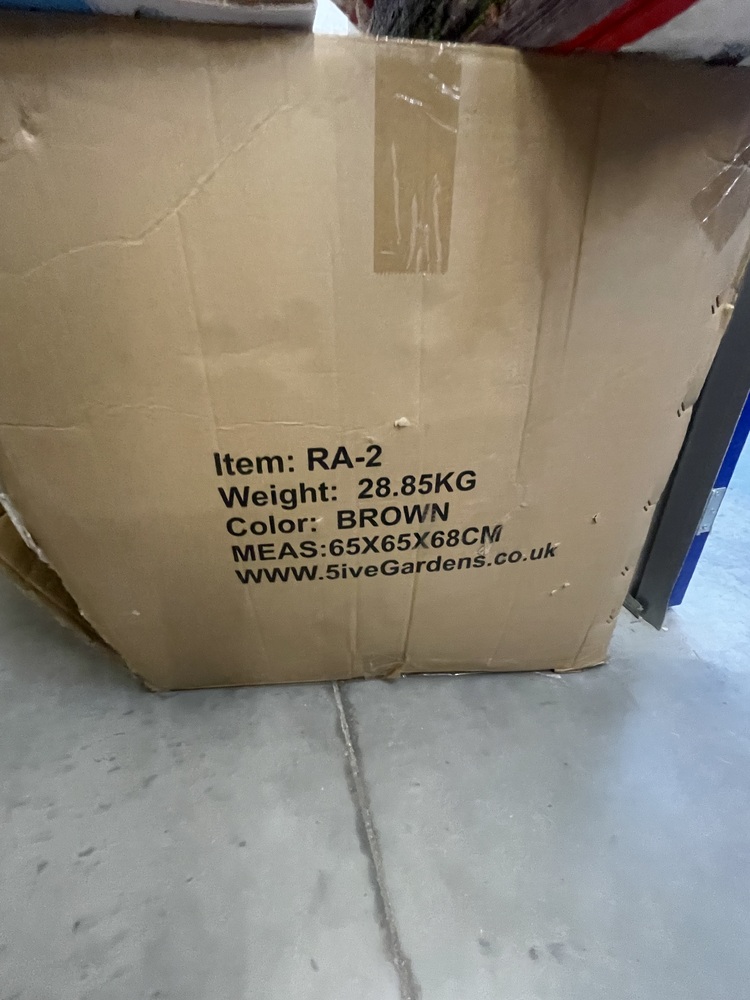 Item: RA-2
Weight: 28.85KG
Color: BROWN
MEAS:65X65X68CM
WWW.5iveGardens.co.uk